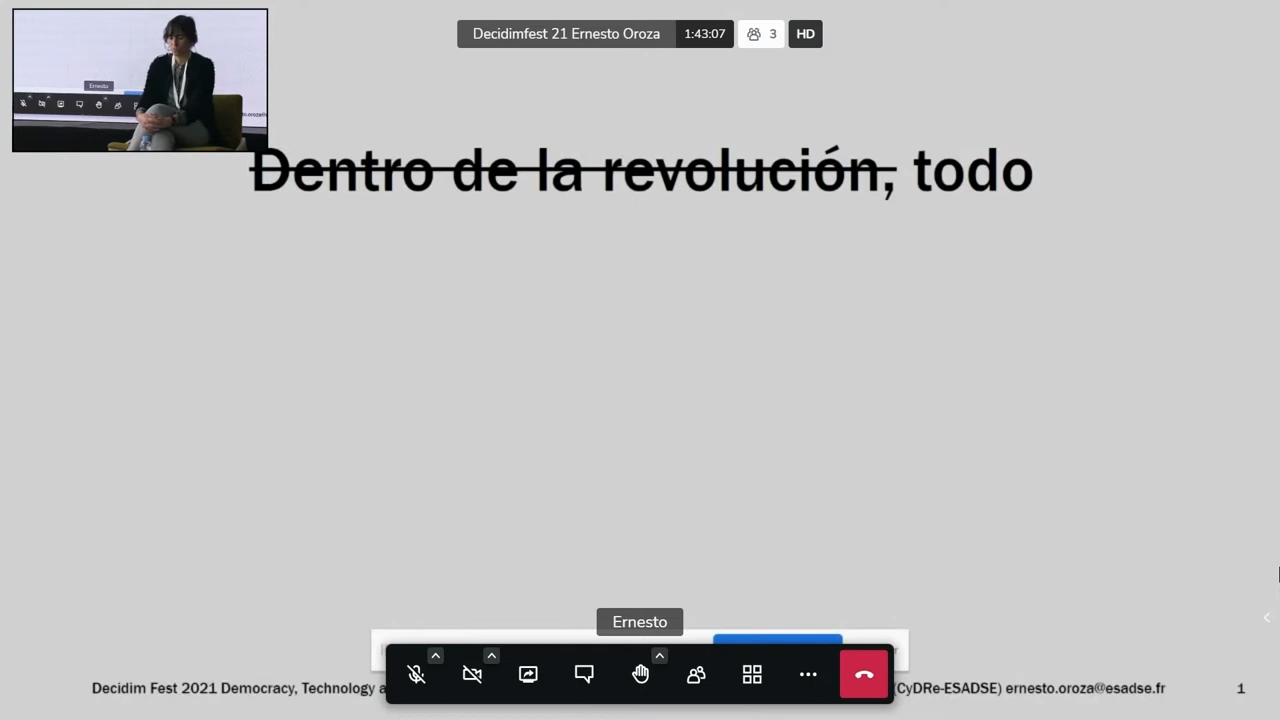 Decidimfest 21 Ernesto Oroza
1:43:07
3
HD
Ernesto
Dentro de la revolución, todo
Ernesto
Decidim Fest 2021 Democracy, Technology a
(CyDRe-ESADSE) ernesto.oroza@esadse.fr
1